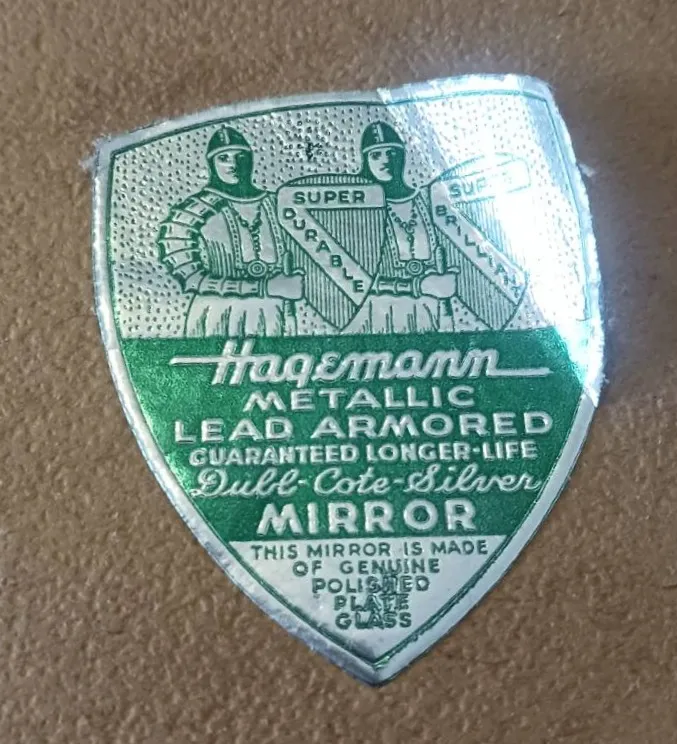 SUPER
DURABLE
SUPER
BRILLIANT
Hagemann
METALLIC
LEAD ARMORED
GUARANTEED LONGER-LIFE
Dubl-Cote-Silver
MIRROR
THIS MIRROR IS MADE
OF GENUINE
POLISHED
PLATE
GLASS